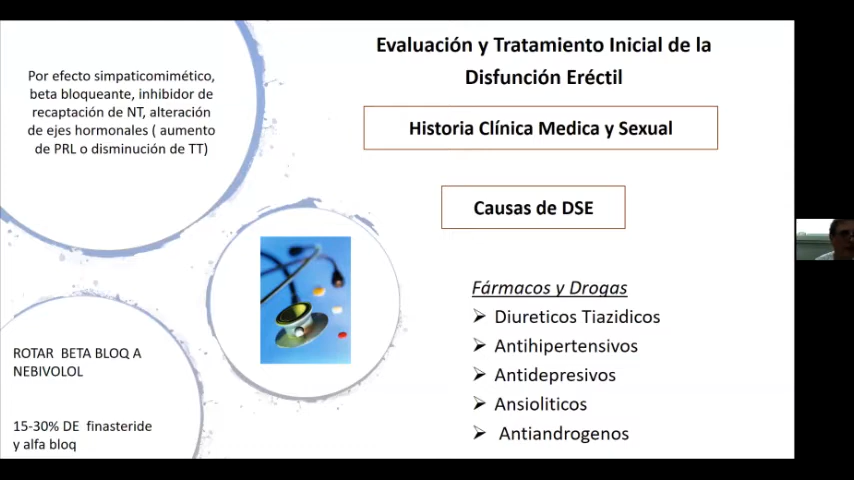 Evaluación y Tratamiento Inicial de la
Disfunción Eréctil
Por efecto simpaticomimético,
beta bloqueante, inhibidor de
recaptación de NT, alteración
de ejes hormonales ( aumento
de PRL o disminución de TT)
Historia Clínica Medica y Sexual
Causas de DSE
Fármacos y Drogas
➢ Diureticos Tiazidicos
➢ Antihipertensivos
➢ Antidepresivos
➢ Ansioliticos
➢ Antiandrogenos
ROTAR BETA BLOQ A
NEBIVOLOL
15-30% DE finasteride
y alfa bloq